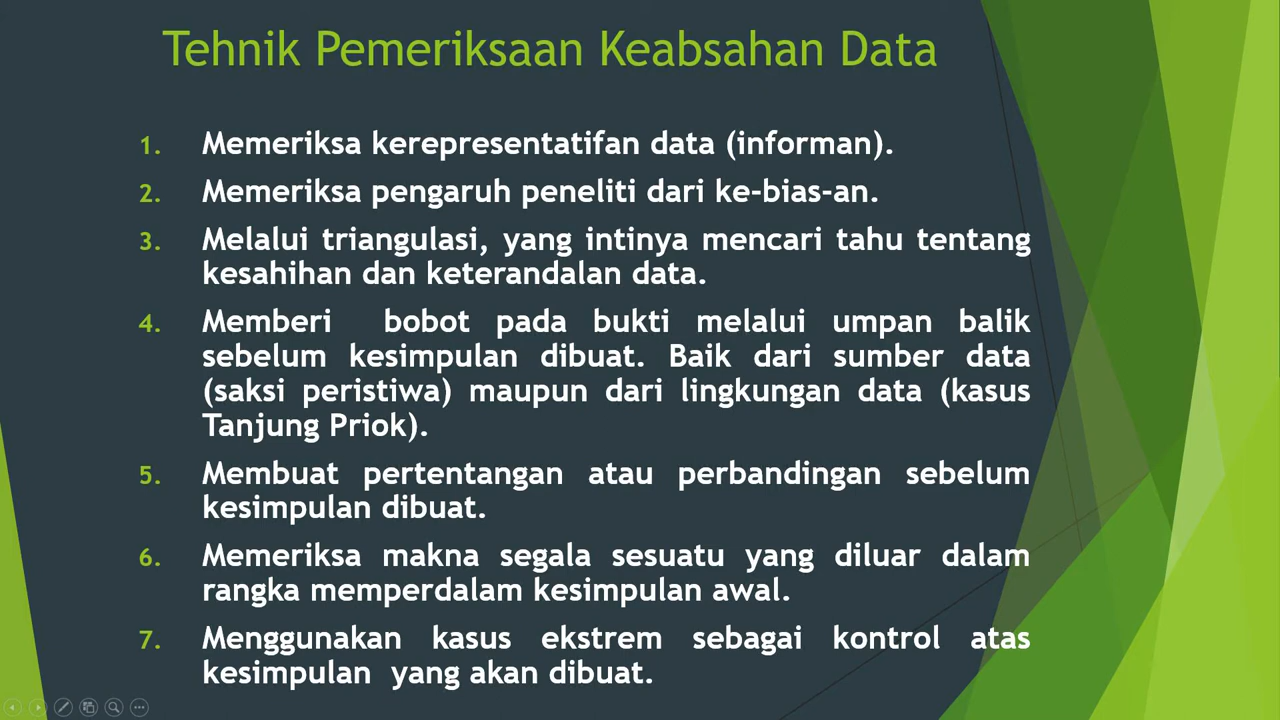 Tehnik Pemeriksaan Keabsahan Data
1. Memeriksa kerepresentatifan data (informan).
2. Memeriksa pengaruh peneliti dari ke-bias-an.
3. Melalui triangulasi, yang intinya mencari tahu tentang
kesahihan dan keterandalan data.
4. Memberi bobot pada bukti melalui umpan balik
sebelum kesimpulan dibuat. Baik dari sumber data
(saksi peristiwa) maupun dari lingkungan data (kasus
Tanjung Priok).
5. Membuat pertentangan atau perbandingan sebelum
kesimpulan dibuat.
6. Memeriksa makna segala sesuatu yang diluar dalam
rangka memperdalam kesimpulan awal.
7. Menggunakan kasus ekstrem sebagai kontrol atas
kesimpulan yang akan dibuat.